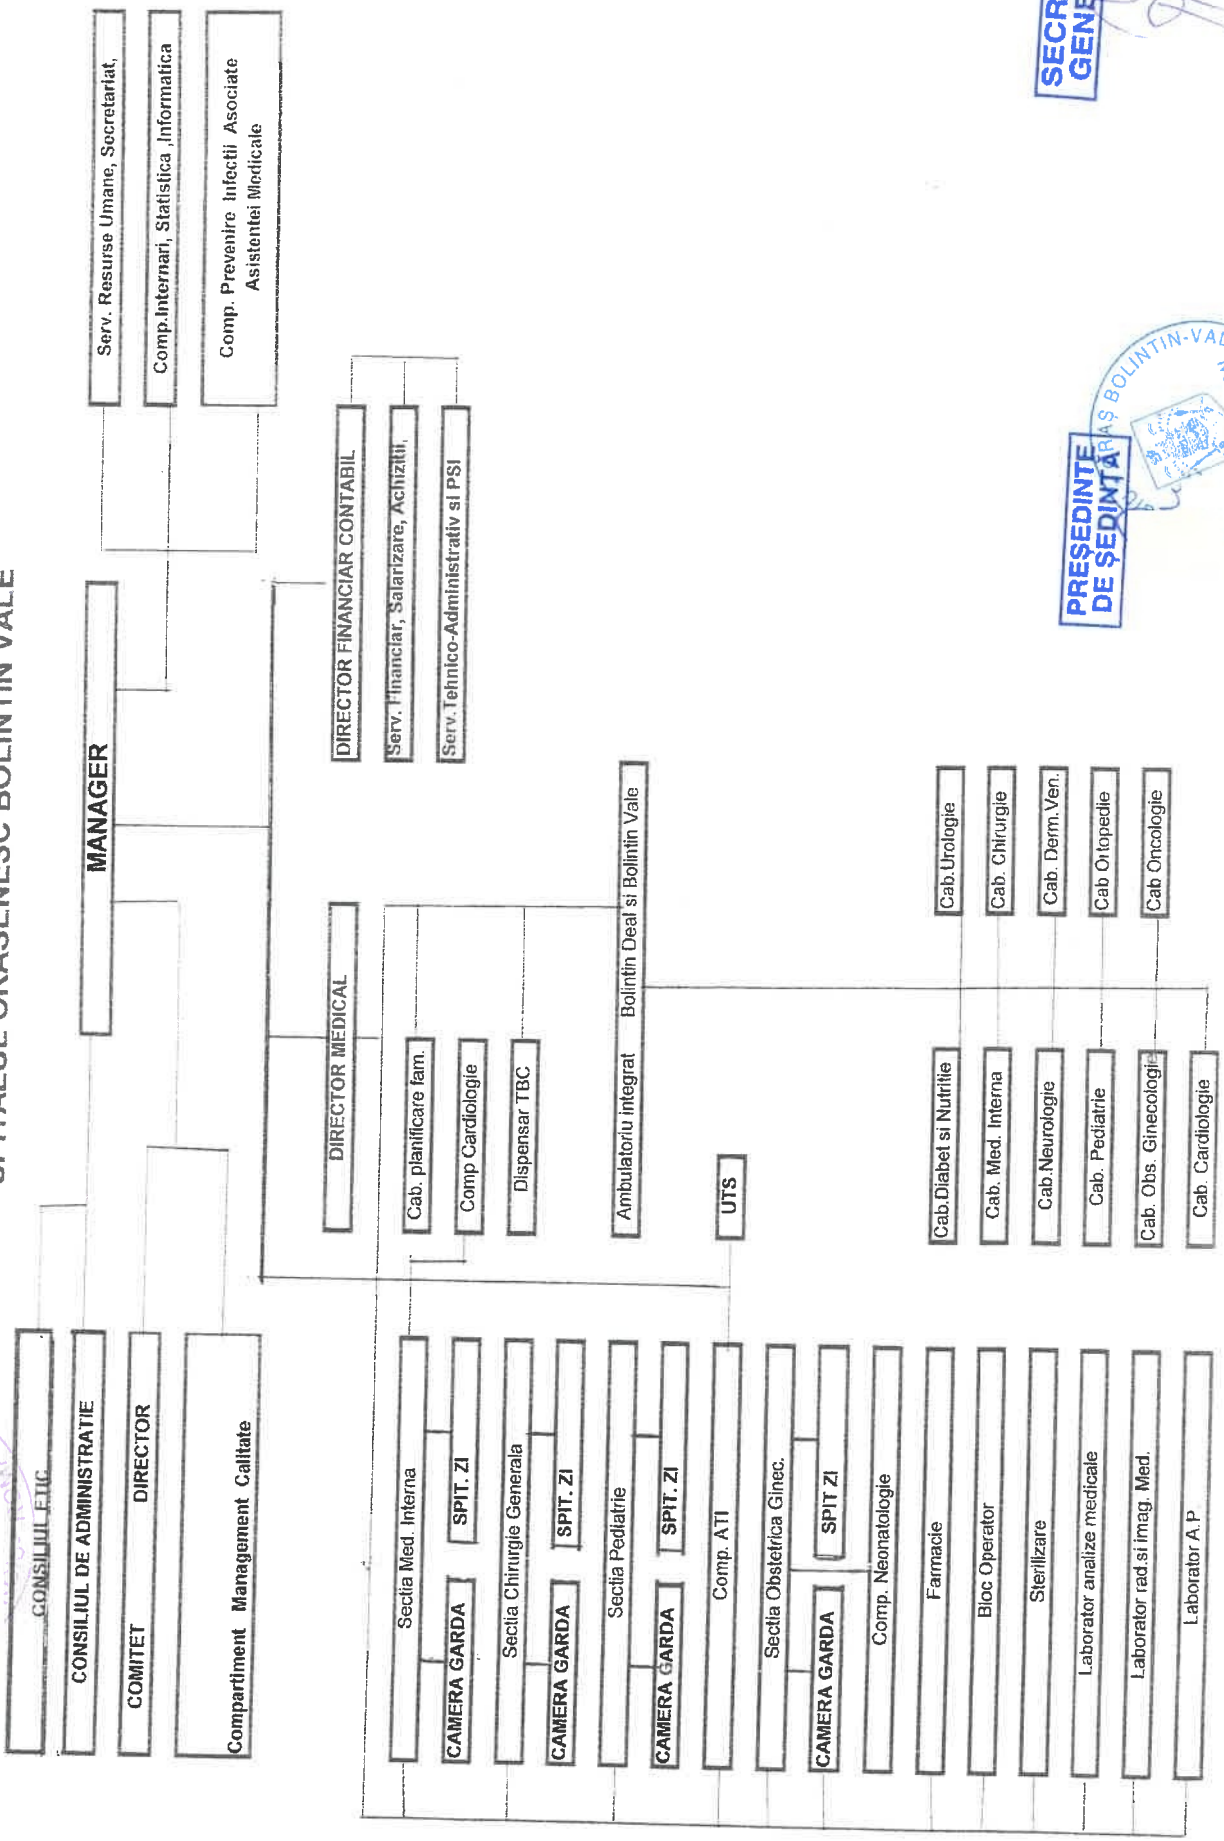 SPITALUL ORASENESC BOLINTIN VALE
CONSILIUL ETIC
CONSILIUL DE ADMINISTRATIE
COMITET DIRECTOR
Compartiment Management Calitate
MANAGER
Serv. Resurse Umane, Secretariat,
Comp.Internari, Statistica ,Informatica
Comp. Prevenire Infectii Asociate
Asistentei Medicale
DIRECTOR MEDICAL
DIRECTOR FINANCIAR CONTABIL
Serv. Financiar, Salarizare, Achizitii,
Serv.Tehnico-Administrativ si PSI
Sectia Med. Interna
CAMERA GARDA
SPIT. ZI
Sectia Chirurgie Generala
CAMERA GARDA
SPIT. ZI
Sectia Pediatrie
CAMERA GARDA
SPIT. ZI
Comp. ATI
Sectia Obstetrica Ginec.
CAMERA GARDA
SPIT ZI
Comp. Neonatologie
Farmacie
Bloc Operator
Sterilizare
Laborator analize medicale
Laborator rad.si imag. Med.
Laborator A.P
Cab. planificare fam.
Comp Cardiologie
Dispensar TBC
Ambulatoriu integrat Bolintin Deal si Bolintin Vale
UTS
Cab.Diabet si Nutritie
Cab.Urologie
Cab. Med. Interna
Cab. Chirurgie
Cab.Neurologie
Cab. Derm.Ven.
Cab. Pediatrie
Cab Ortopedie
Cab. Obs. Ginecologie
Cab Oncologie
Cab. Cardiologie
PREŞEDINTE
DE ŞEDINŢĂ
BOLINTIN-VAL
SECR
GENE